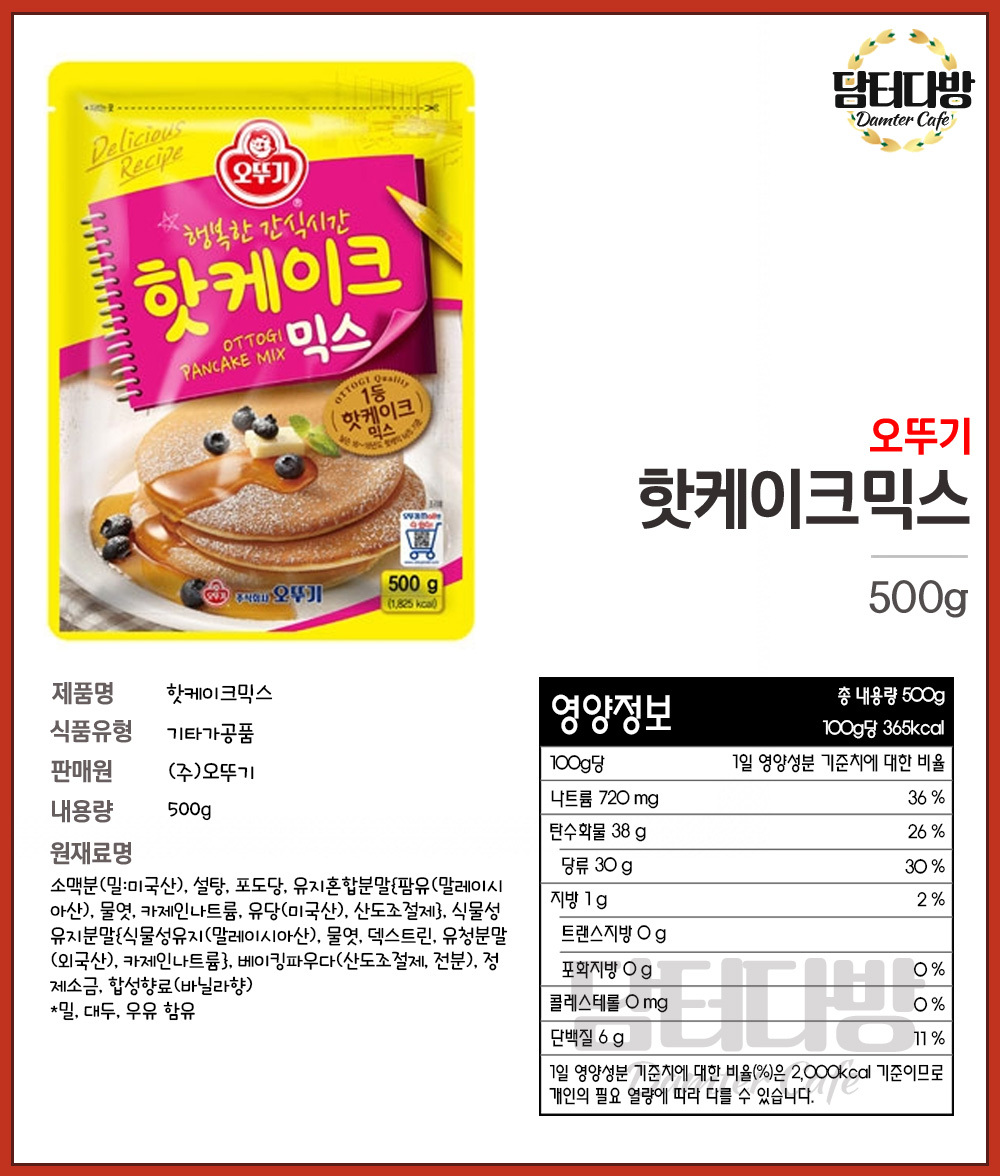 담터다방
Damter Cafe
Delicious
Recipe
오뚜기
행복한 간식시간
핫케이크
믹스
OTTOGI
PANCAKE MIX
OTTOGI Quality
1등
핫케이크
믹스
주식회사 오뚜기
500 g
(1,825 kcal)
오뚜기
핫케이크믹스
500g
제품명 핫케이크믹스
식품유형 기타가공품
판매원 (주)오뚜기
내용량 500g
원재료명
소맥분(밀:미국산), 설탕, 포도당, 유지혼합분말{팜유(말레이시
아산), 물엿, 카제인나트륨, 유당(미국산), 산도조절제}, 식물성
유지분말{식물성유지(말레이시아산), 물엿, 덱스트린, 유청분말
(외국산), 카제인나트륨}, 베이킹파우다(산도조절제, 전분), 정
제소금, 합성향료(바닐라향)
*밀, 대두, 우유 함유
영양정보
총 내용량 500g
100g당 365kcal
100g당 1일 영양성분 기준치에 대한 비율
나트륨 720 mg 36 %
탄수화물 38 g 26 %
당류 30 g 30 %
지방 1 g 2 %
트랜스지방 0 g
포화지방 0 g 0 %
콜레스테롤 0 mg 0 %
단백질 6 g 11 %
1일 영양성분 기준치에 대한 비율(%)은 2,000kcal 기준이므로
개인의 필요 열량에 따라 다를 수 있습니다.
담터다방
Damter Cafe